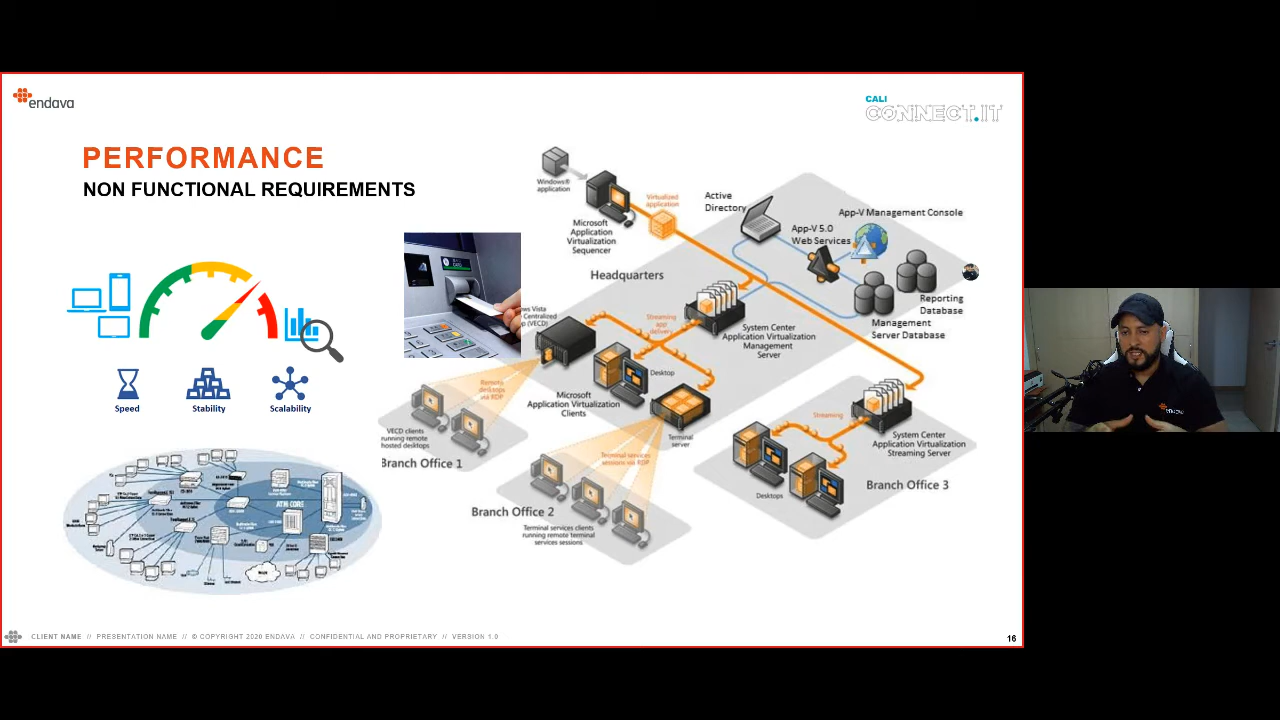 endava
CALI
CONNECT.IT
PERFORMANCE
NON FUNCTIONAL REQUIREMENTS
Windows®
application
Virtualized
application
Microsoft
Application
Virtualization
Sequencer
Active
Directory
App-V Management Console
App-V 5.0
Web Services
Reporting
Database
Management
Server Database
Headquarters
Streaming
app
delivery
System Center
Application Virtualization
Management
Server
Desktop
Microsoft
Application Virtualization
Clients
Terminal
server
Remote
desktops
via RDP
VECD clients
running remote
hosted desktops
Branch Office 1
Terminal services
sessions via RDP
Branch Office 2
Terminal services clients
running remote terminal
services sessions
Streaming
System Center
Application Virtualization
Streaming Server
Desktops
Branch Office 3
Speed
Stability
Scalability
ATM CORE
CLIENT NAME // PRESENTATION NAME // © COPYRIGHT 2020 ENDAVA // CONFIDENTIAL AND PROPRIETARY // VERSION 1.0
16
endava